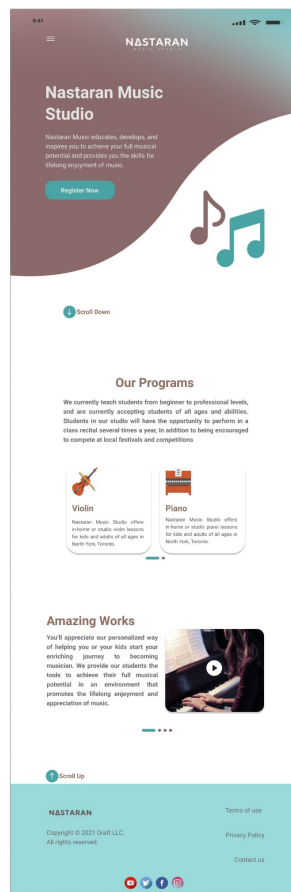 9:41
NASTARAN
MUSIC STUDIO
Nastaran Music
Studio
Nastaran Music educates, develops, and
inspires you to achieve your full musical
potential and provides you the skills for
lifelong enjoyment of music.
Register Now
Scroll Down
Our Programs
We currently teach students from beginner to professional levels,
and are currently accepting students of all ages and abilities.
Students in our studio will have the opportunity to perform in a
class recital several times a year, in addition to being encouraged
to compete at local festivals and competitions
Violin
Nastaran Music Studio offers
in-home or studio violin lessons
for kids and adults of all ages in
North York, Toronto.
Piano
Nastaran Music Studio offers
in-home or studio piano lessons
for kids and adults of all ages in
North York, Toronto.
Amazing Works
You'll appreciate our personalized way
of helping you or your kids start your
enriching journey to becoming
musician. We provide our students the
tools to achieve their full musical
potential in an environment that
promotes the lifelong enjoyment and
appreciation of music.
Scroll Up
NASTARAN
Copyright © 2021 Draft LLC.
All rights reserved.
Terms of use
Privacy Policy
Contact us